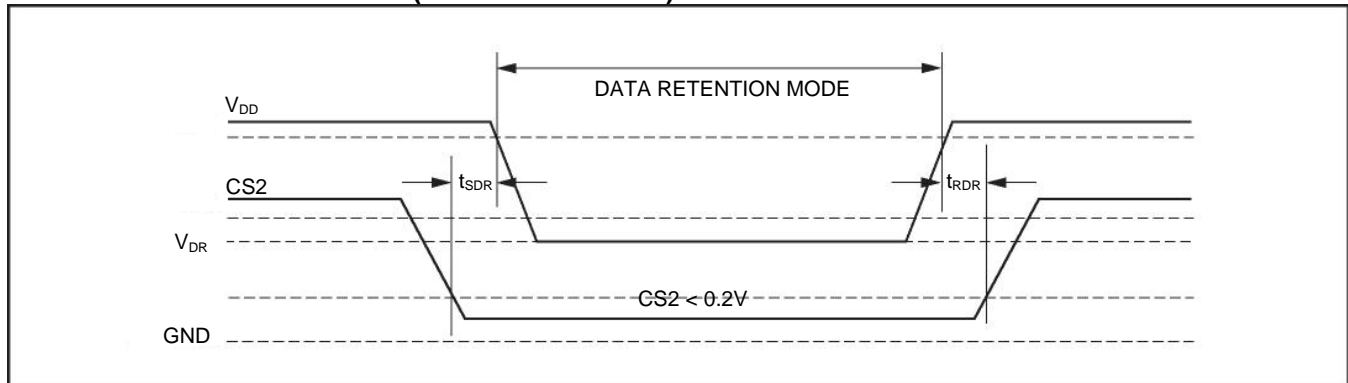 DATA RETENTION MODE
VDD
tSDR
tRDR
CS2
VDR
CS2 < 0.2V
GND